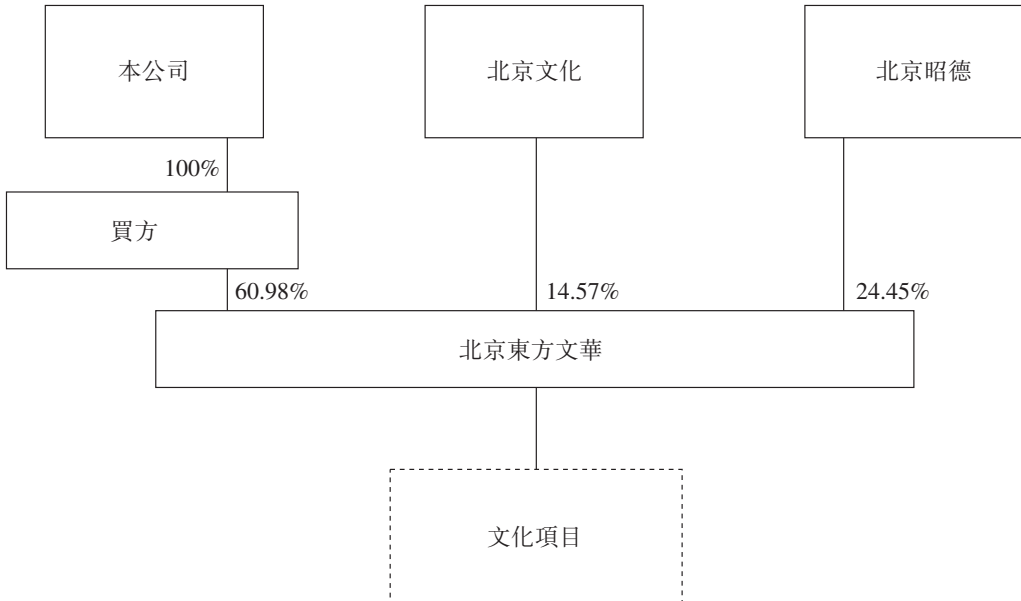 本公司
北京文化
北京昭德
100%
買方
60.98%
14.57%
24.45%
北京東方文華
文化項目